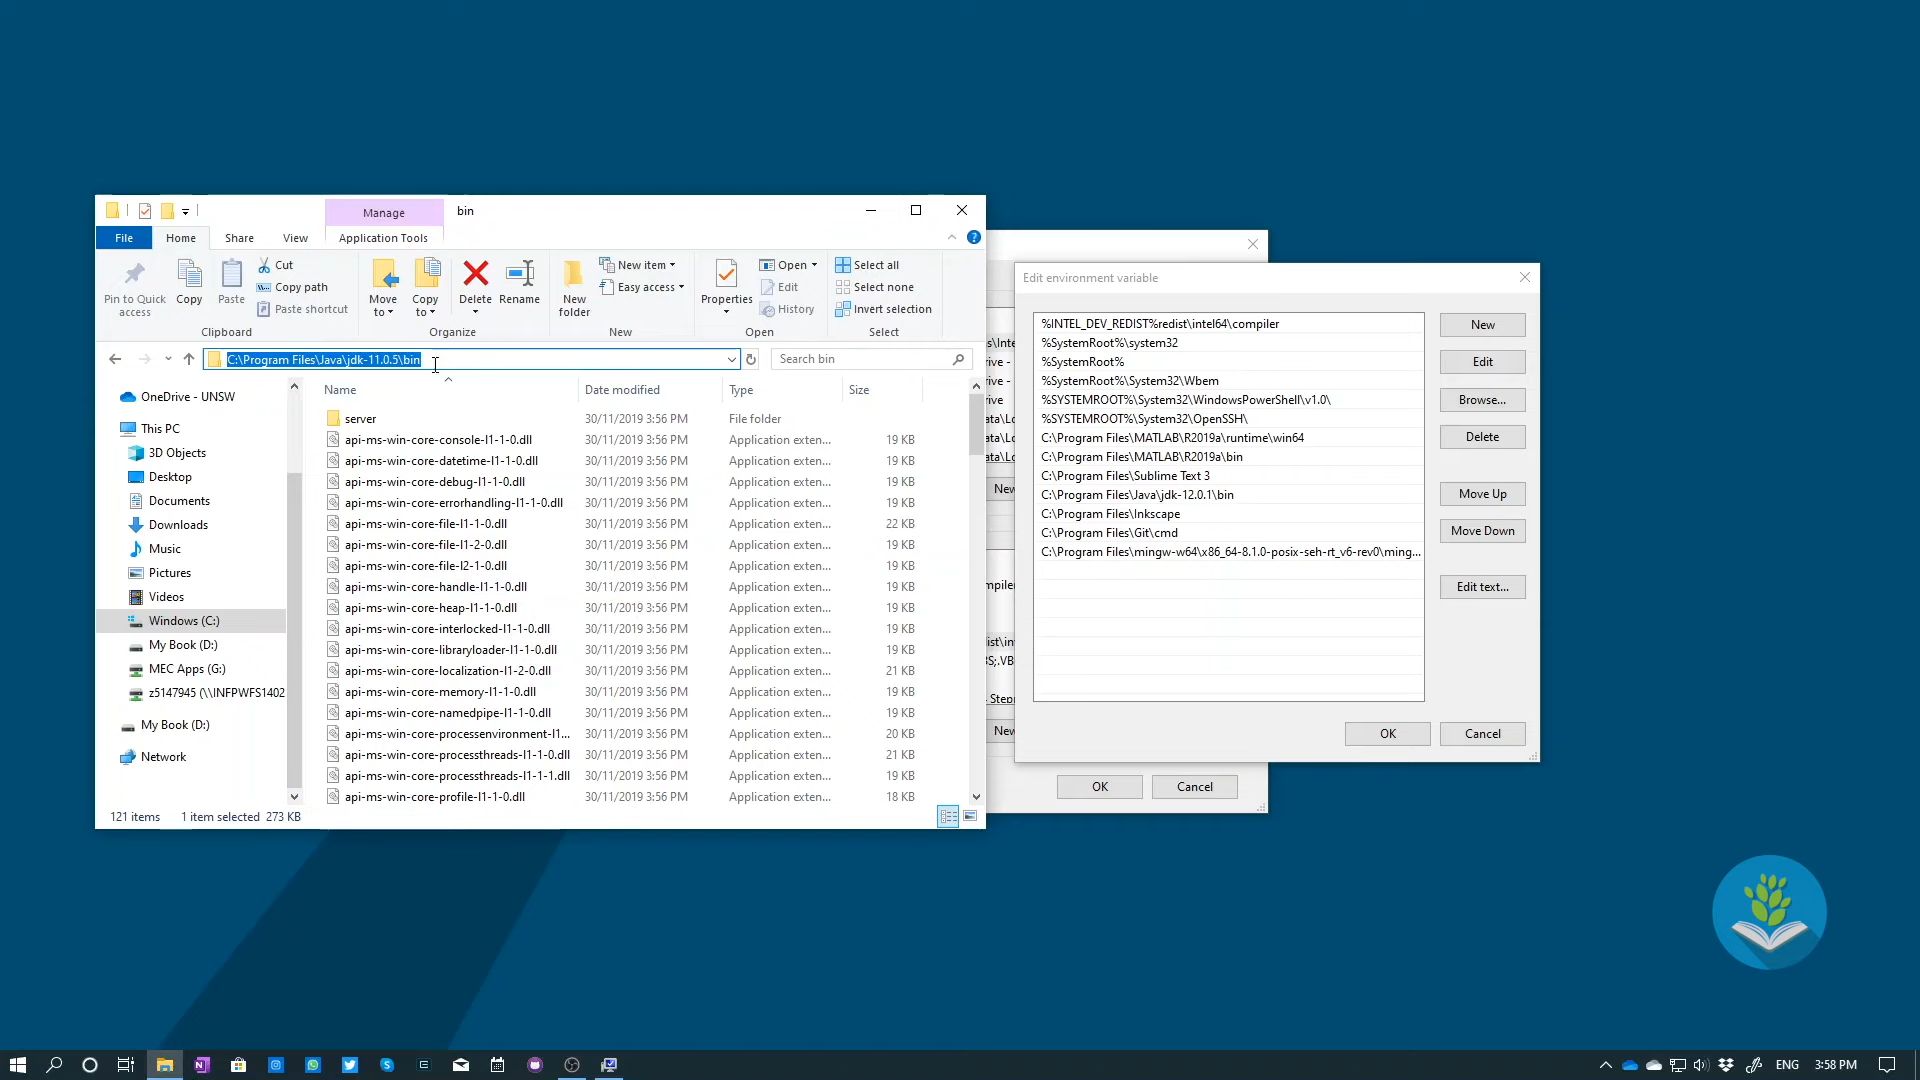 Manage
bin
File
Home
Share
View
Application Tools
Pin to Quick access
Copy
Paste
Cut
Copy path
Paste shortcut
Clipboard
Move to
Copy to
Delete
Rename
Organize
New folder
New item
Easy access
New
Properties
Open
Edit
History
Open
Select all
Select none
Invert selection
Select
C:\Program Files\Java\jdk-11.0.5\bin
Search bin
OneDrive - UNSW
This PC
3D Objects
Desktop
Documents
Downloads
Music
Pictures
Videos
Windows (C:)
My Book (D:)
MEC Apps (G:)
z5147945 (\\INFPWFS1402
My Book (D:)
Network
Name Date modified Type Size
server 30/11/2019 3:56 PM File folder
api-ms-win-core-console-l1-1-0.dll 30/11/2019 3:56 PM Application exten... 19 KB
api-ms-win-core-datetime-l1-1-0.dll 30/11/2019 3:56 PM Application exten... 19 KB
api-ms-win-core-debug-l1-1-0.dll 30/11/2019 3:56 PM Application exten... 19 KB
api-ms-win-core-errorhandling-l1-1-0.dll 30/11/2019 3:56 PM Application exten... 19 KB
api-ms-win-core-file-l1-1-0.dll 30/11/2019 3:56 PM Application exten... 22 KB
api-ms-win-core-file-l1-2-0.dll 30/11/2019 3:56 PM Application exten... 19 KB
api-ms-win-core-file-l2-1-0.dll 30/11/2019 3:56 PM Application exten... 19 KB
api-ms-win-core-handle-l1-1-0.dll 30/11/2019 3:56 PM Application exten... 19 KB
api-ms-win-core-heap-l1-1-0.dll 30/11/2019 3:56 PM Application exten... 19 KB
api-ms-win-core-interlocked-l1-1-0.dll 30/11/2019 3:56 PM Application exten... 19 KB
api-ms-win-core-libraryloader-l1-1-0.dll 30/11/2019 3:56 PM Application exten... 19 KB
api-ms-win-core-localization-l1-2-0.dll 30/11/2019 3:56 PM Application exten... 21 KB
api-ms-win-core-memory-l1-1-0.dll 30/11/2019 3:56 PM Application exten... 19 KB
api-ms-win-core-namedpipe-l1-1-0.dll 30/11/2019 3:56 PM Application exten... 19 KB
api-ms-win-core-processenvironment-l1... 30/11/2019 3:56 PM Application exten... 20 KB
api-ms-win-core-processthreads-l1-1-0.dll 30/11/2019 3:56 PM Application exten... 21 KB
api-ms-win-core-processthreads-l1-1-1.dll 30/11/2019 3:56 PM Application exten... 19 KB
api-ms-win-core-profile-l1-1-0.dll 30/11/2019 3:56 PM Application exten... 18 KB
121 items 1 item selected 273 KB
s\Inte
rive -
rive -
rive
ata\Lo
ata\Lo
ata\Lo
New
mpiler
ist\in
BS;.VB
- Step
New
OK
Cancel
Edit environment variable
%INTEL_DEV_REDIST%redist\intel64\compiler
%SystemRoot%\system32
%SystemRoot%
%SystemRoot%\System32\Wbem
%SYSTEMROOT%\System32\WindowsPowerShell\v1.0\
%SYSTEMROOT%\System32\OpenSSH\
C:\Program Files\MATLAB\R2019a\runtime\win64
C:\Program Files\MATLAB\R2019a\bin
C:\Program Files\Sublime Text 3
C:\Program Files\Java\jdk-12.0.1\bin
C:\Program Files\Inkscape
C:\Program Files\Git\cmd
C:\Program Files\mingw-w64\x86_64-8.1.0-posix-seh-rt_v6-rev0\ming...
New
Edit
Browse...
Delete
Move Up
Move Down
Edit text...
OK
Cancel
ENG
3:58 PM